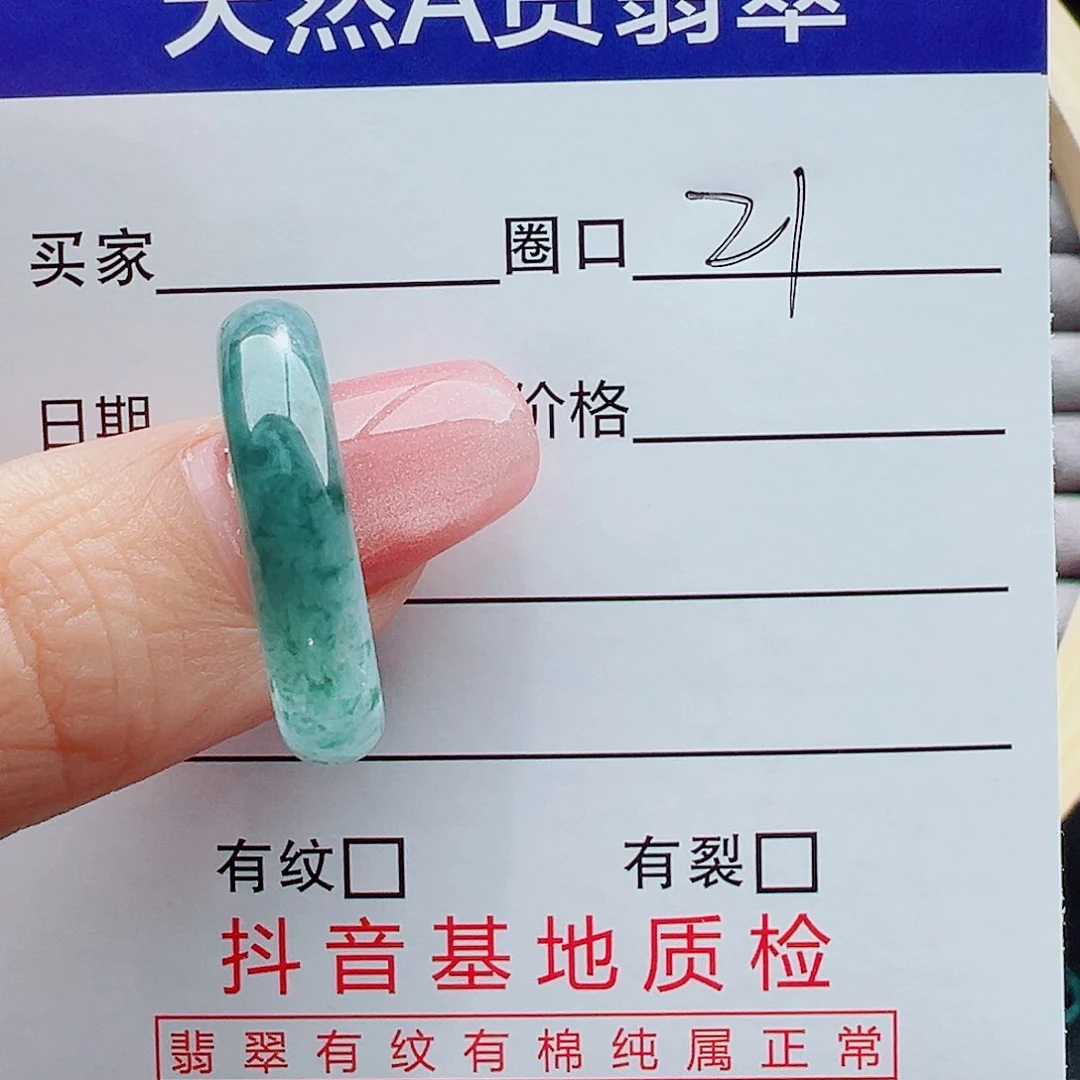 天然A货翡翠
买家 圈口 21
日期 价格
有纹 有裂
抖音基地质检
翡翠有纹有棉纯属正常